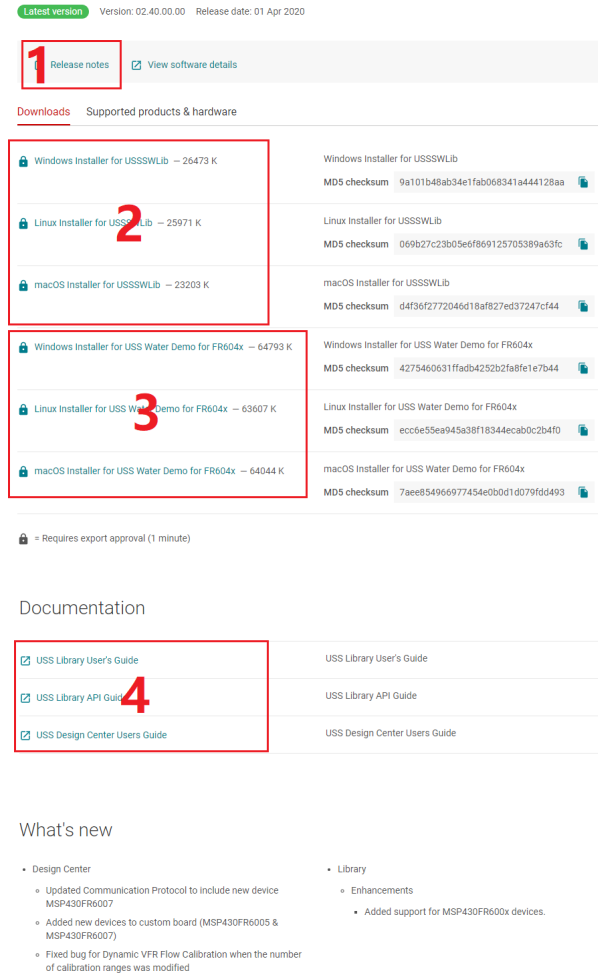 Latest version Version: 02.40.00.00 Release date: 01 Apr 2020
1
Release notes View software details
Downloads Supported products & hardware
Windows Installer for USSSWLib — 26473 K
Windows Installer for USSSWLib
MD5 checksum 9a101b48ab34e1fab068341a444128aa
2
Linux Installer for USSSWLib — 25971 K
Linux Installer for USSSWLib
MD5 checksum 069b27c23b05e6f869125705389a63fc
macOS Installer for USSSWLib — 23203 K
macOS Installer for USSSWLib
MD5 checksum d4f36f2772046d18af827ed37247cf44
Windows Installer for USS Water Demo for FR604x — 64793 K
Windows Installer for USS Water Demo for FR604x
MD5 checksum 4275460631ffadb4252b2fa8fe1e7b44
3
Linux Installer for USS Water Demo for FR604x — 63607 K
Linux Installer for USS Water Demo for FR604x
MD5 checksum ecc6e55ea945a38f18344ecab0c2b4f0
macOS Installer for USS Water Demo for FR604x — 64044 K
macOS Installer for USS Water Demo for FR604x
MD5 checksum 7aee854966977454e0b0d1d079fdd493
= Requires export approval (1 minute)
Documentation
USS Library User's Guide USS Library User's Guide
4
USS Library API Guide USS Library API Guide
USS Design Center Users Guide USS Design Center Users Guide
What's new
• Design Center
Updated Communication Protocol to include new device
MSP430FR6007
Added new devices to custom board (MSP430FR6005 &
MSP430FR6007)
Fixed bug for Dynamic VFR Flow Calibration when the number
of calibration ranges was modified
• Library
Enhancements
Added support for MSP430FR600x devices.